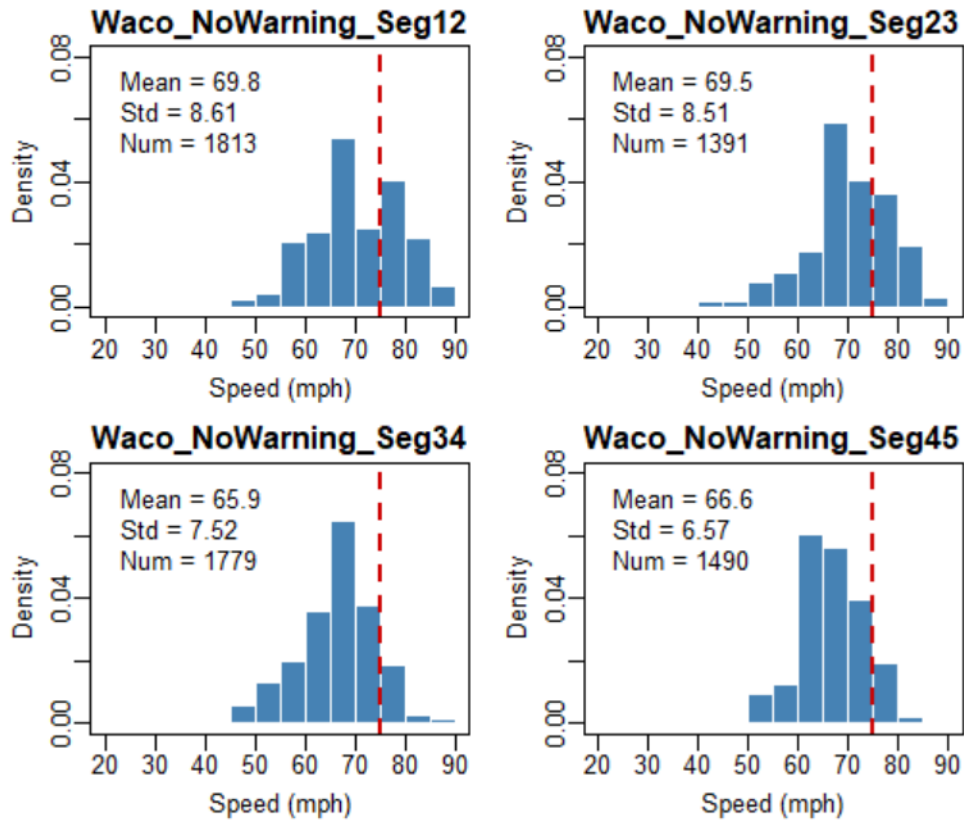 Waco_NoWarning_Seg12
Mean = 69.8
Std = 8.61
Num = 1813
0.08
0.04
0.00
Density
20 30 40 50 60 70 80 90
Speed (mph)
Waco_NoWarning_Seg23
Mean = 69.5
Std = 8.51
Num = 1391
0.08
0.04
0.00
Density
20 30 40 50 60 70 80 90
Speed (mph)
Waco_NoWarning_Seg34
Mean = 65.9
Std = 7.52
Num = 1779
0.08
0.04
0.00
Density
20 30 40 50 60 70 80 90
Speed (mph)
Waco_NoWarning_Seg45
Mean = 66.6
Std = 6.57
Num = 1490
0.08
0.04
0.00
Density
20 30 40 50 60 70 80 90
Speed (mph)